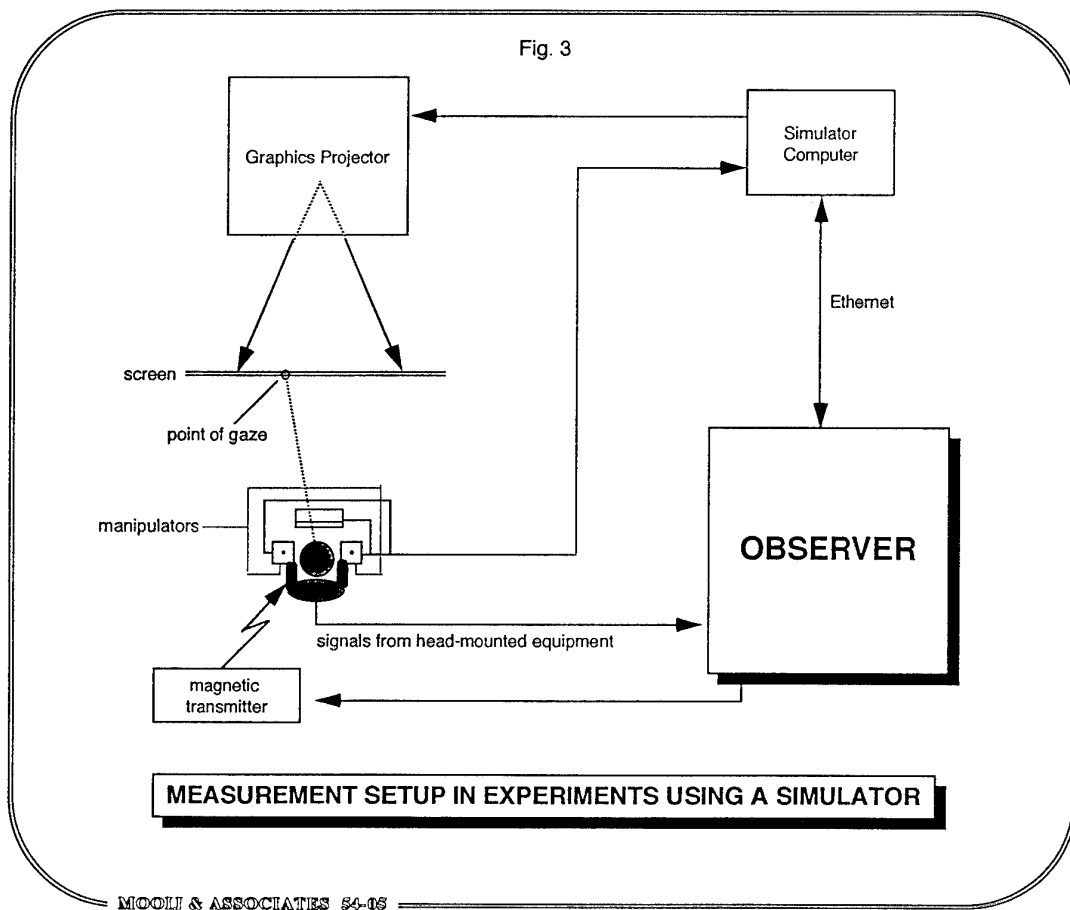 Fig. 3
Graphics Projector
Simulator
Computer
Ethernet
screen
point of gaze
manipulators
OBSERVER
signals from head-mounted equipment
magnetic
transmitter
MEASUREMENT SETUP IN EXPERIMENTS USING A SIMULATOR
MOOLI & ASSOCIATES 54-05